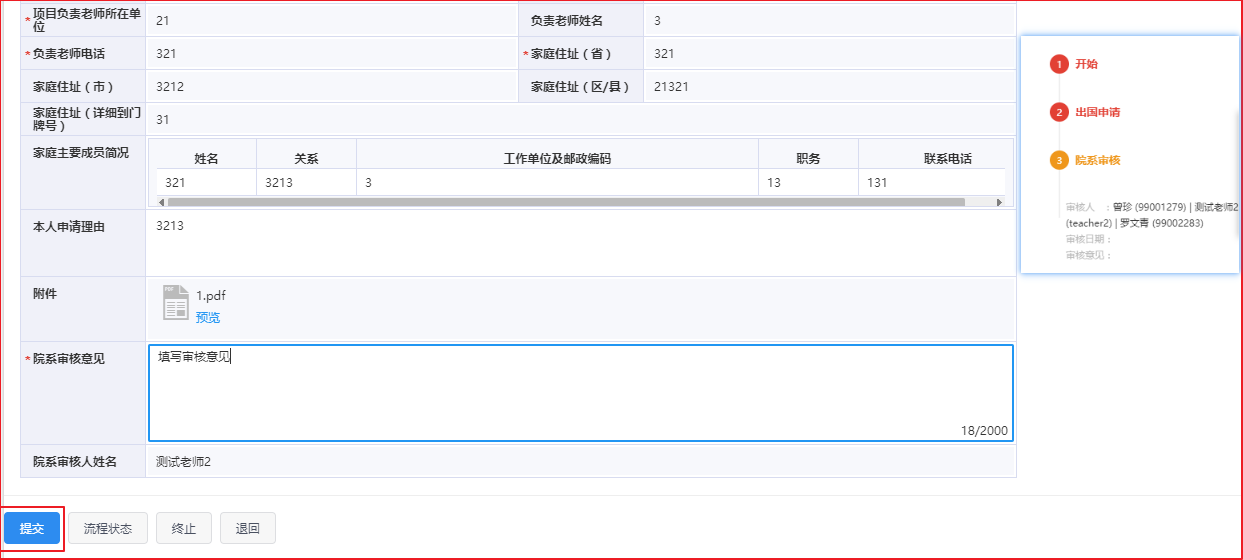 * 项目负责老师所在单位 21 负责老师姓名 3
* 负责老师电话 321 * 家庭住址（省） 321
家庭住址（市） 3212 家庭住址（区/县） 21321
家庭住址（详细到门牌号） 31
家庭主要成员简况
姓名 关系 工作单位及邮政编码 职务 联系电话
321 3213 3 13 131
本人申请理由 3213
附件
PDF
1.pdf
预览
* 院系审核意见 填写审核意见
18/2000
院系审核人姓名 测试老师2
提交 流程状态 终止 退回
1 开始
2 出国申请
3 院系审核
审核人 ：曾珍 (99001279) | 测试老师2
(teacher2) | 罗文菁 (99002283)
审核日期：
审核意见：